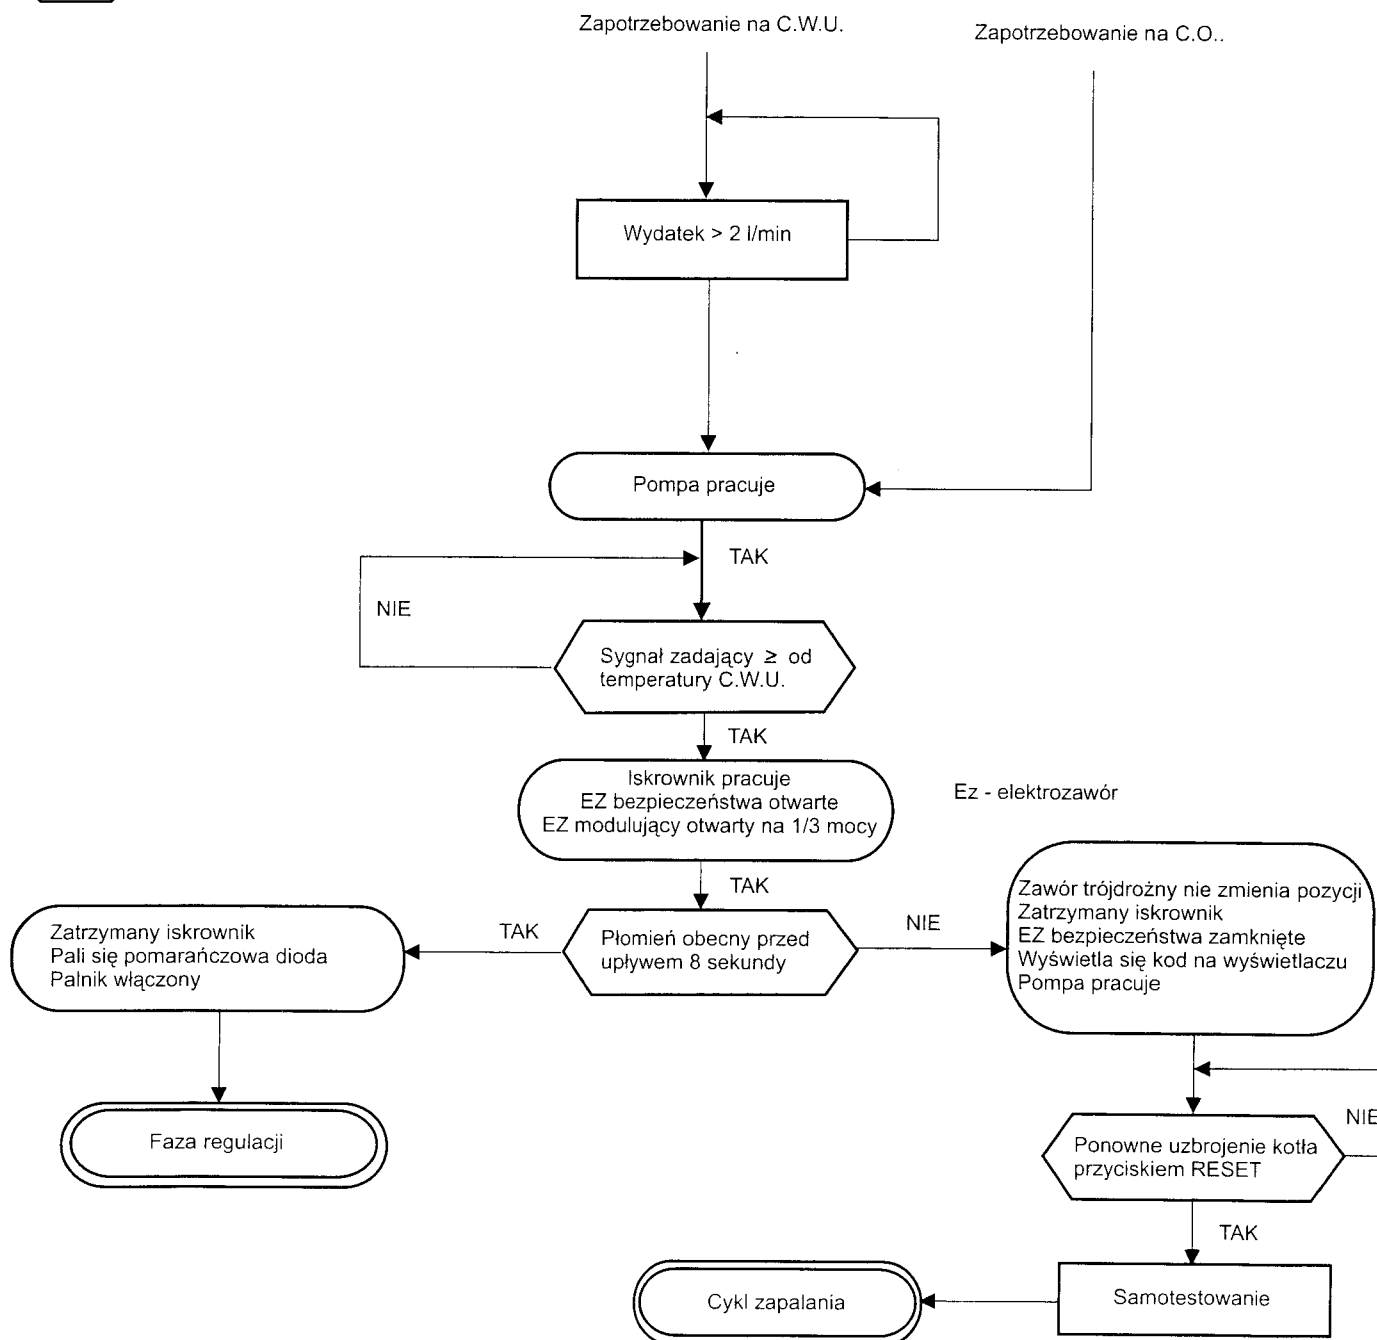 Zapotrzebowanie na C.W.U.
Zapotrzebowanie na C.O..
Wydatek > 2 l/min
Pompa pracuje
TAK
NIE
Sygnał zadający ≥ od
temperatury C.W.U.
TAK
Iskrownik pracuje
EZ bezpieczeństwa otwarte
EZ modulujący otwarty na 1/3 mocy
Ez - elektrozawór
TAK
Płomień obecny przed
upływem 8 sekundy
TAK
NIE
Zatrzymany iskrownik
Pali się pomarańczowa dioda
Palnik włączony
Zawór trójdrożny nie zmienia pozycji
Zatrzymany iskrownik
EZ bezpieczeństwa zamknięte
Wyświetla się kod na wyświetlaczu
Pompa pracuje
Faza regulacji
NIE
Ponowne uzbrojenie kotła
przyciskiem RESET
TAK
Samotestowanie
Cykl zapalania